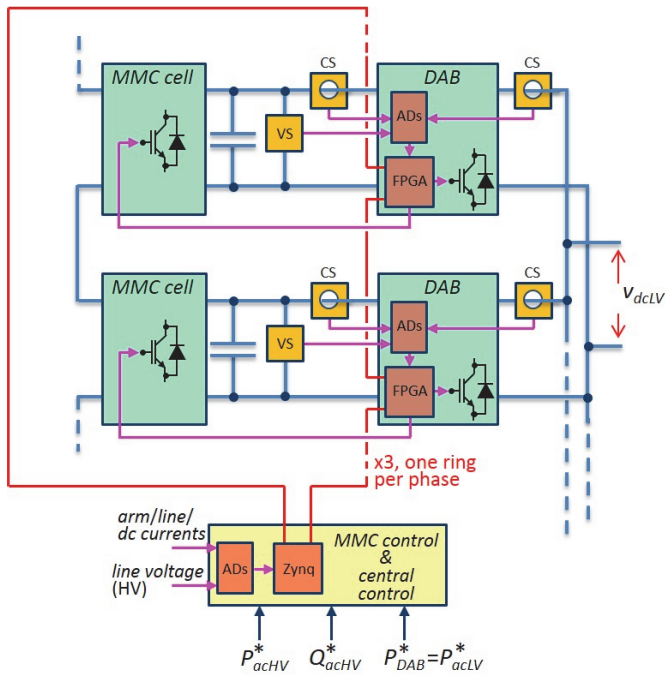 MMC cell
CS
DAB
CS
ADs
VS
FPGA
MMC cell
CS
DAB
CS
ADs
VS
FPGA
v_dcLV
x3, one ring
per phase
arm/line/
dc currents
line voltage
(HV)
ADs
Zynq
MMC control
&
central
control
P*_acHV
Q*_acHV
P*_DAB=P*_acLV